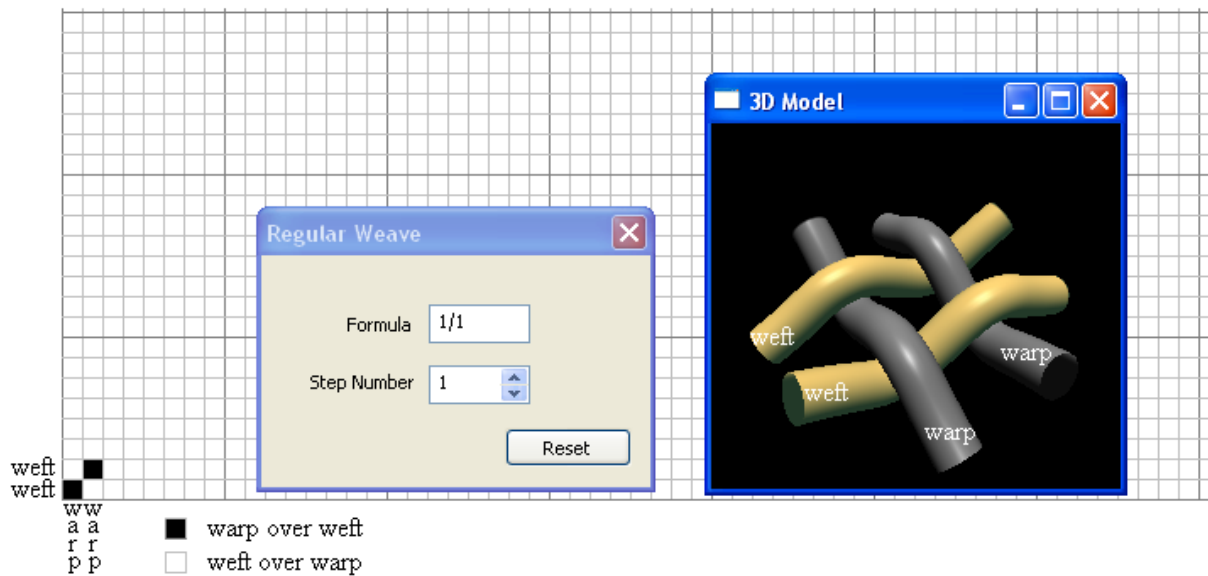 3D Model
Regular Weave
Formula 1/1
Step Number 1
Reset
weft
weft
warp
warp
weft
weft
warp
warp
warp over weft
weft over warp